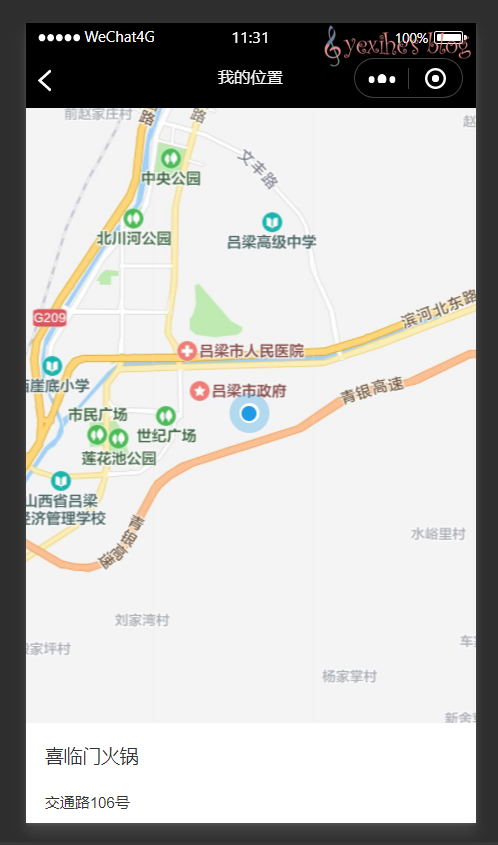 WeChat4G
11:31
100%
yexihe's blog
我的位置
前赵家庄村
赵
路
路
中央公园
文丰路
北川河公园
吕梁高级中学
G209
滨河北东路
吕梁市人民医院
崖底小学
吕梁市政府
青银高速
市民广场
世纪广场
莲花池公园
山西省吕梁
经济管理学校
青银高速
水峪里村
刘家湾村
家坪村
车
杨家掌村
新舍
喜临门火锅
交通路106号